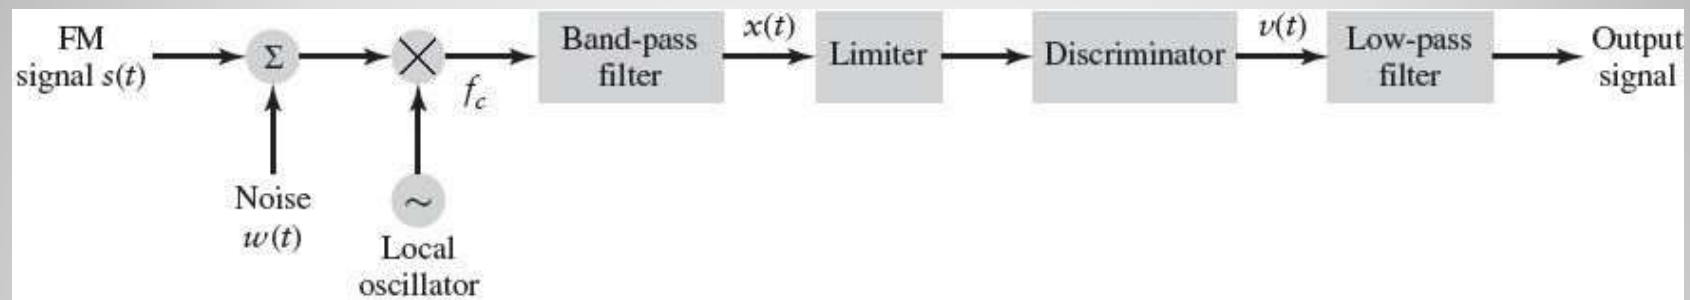 FM
signal s(t)
Σ
f_c
Band-pass
filter
x(t)
Limiter
Discriminator
v(t)
Low-pass
filter
Output
signal
Noise
w(t)
~
Local
oscillator